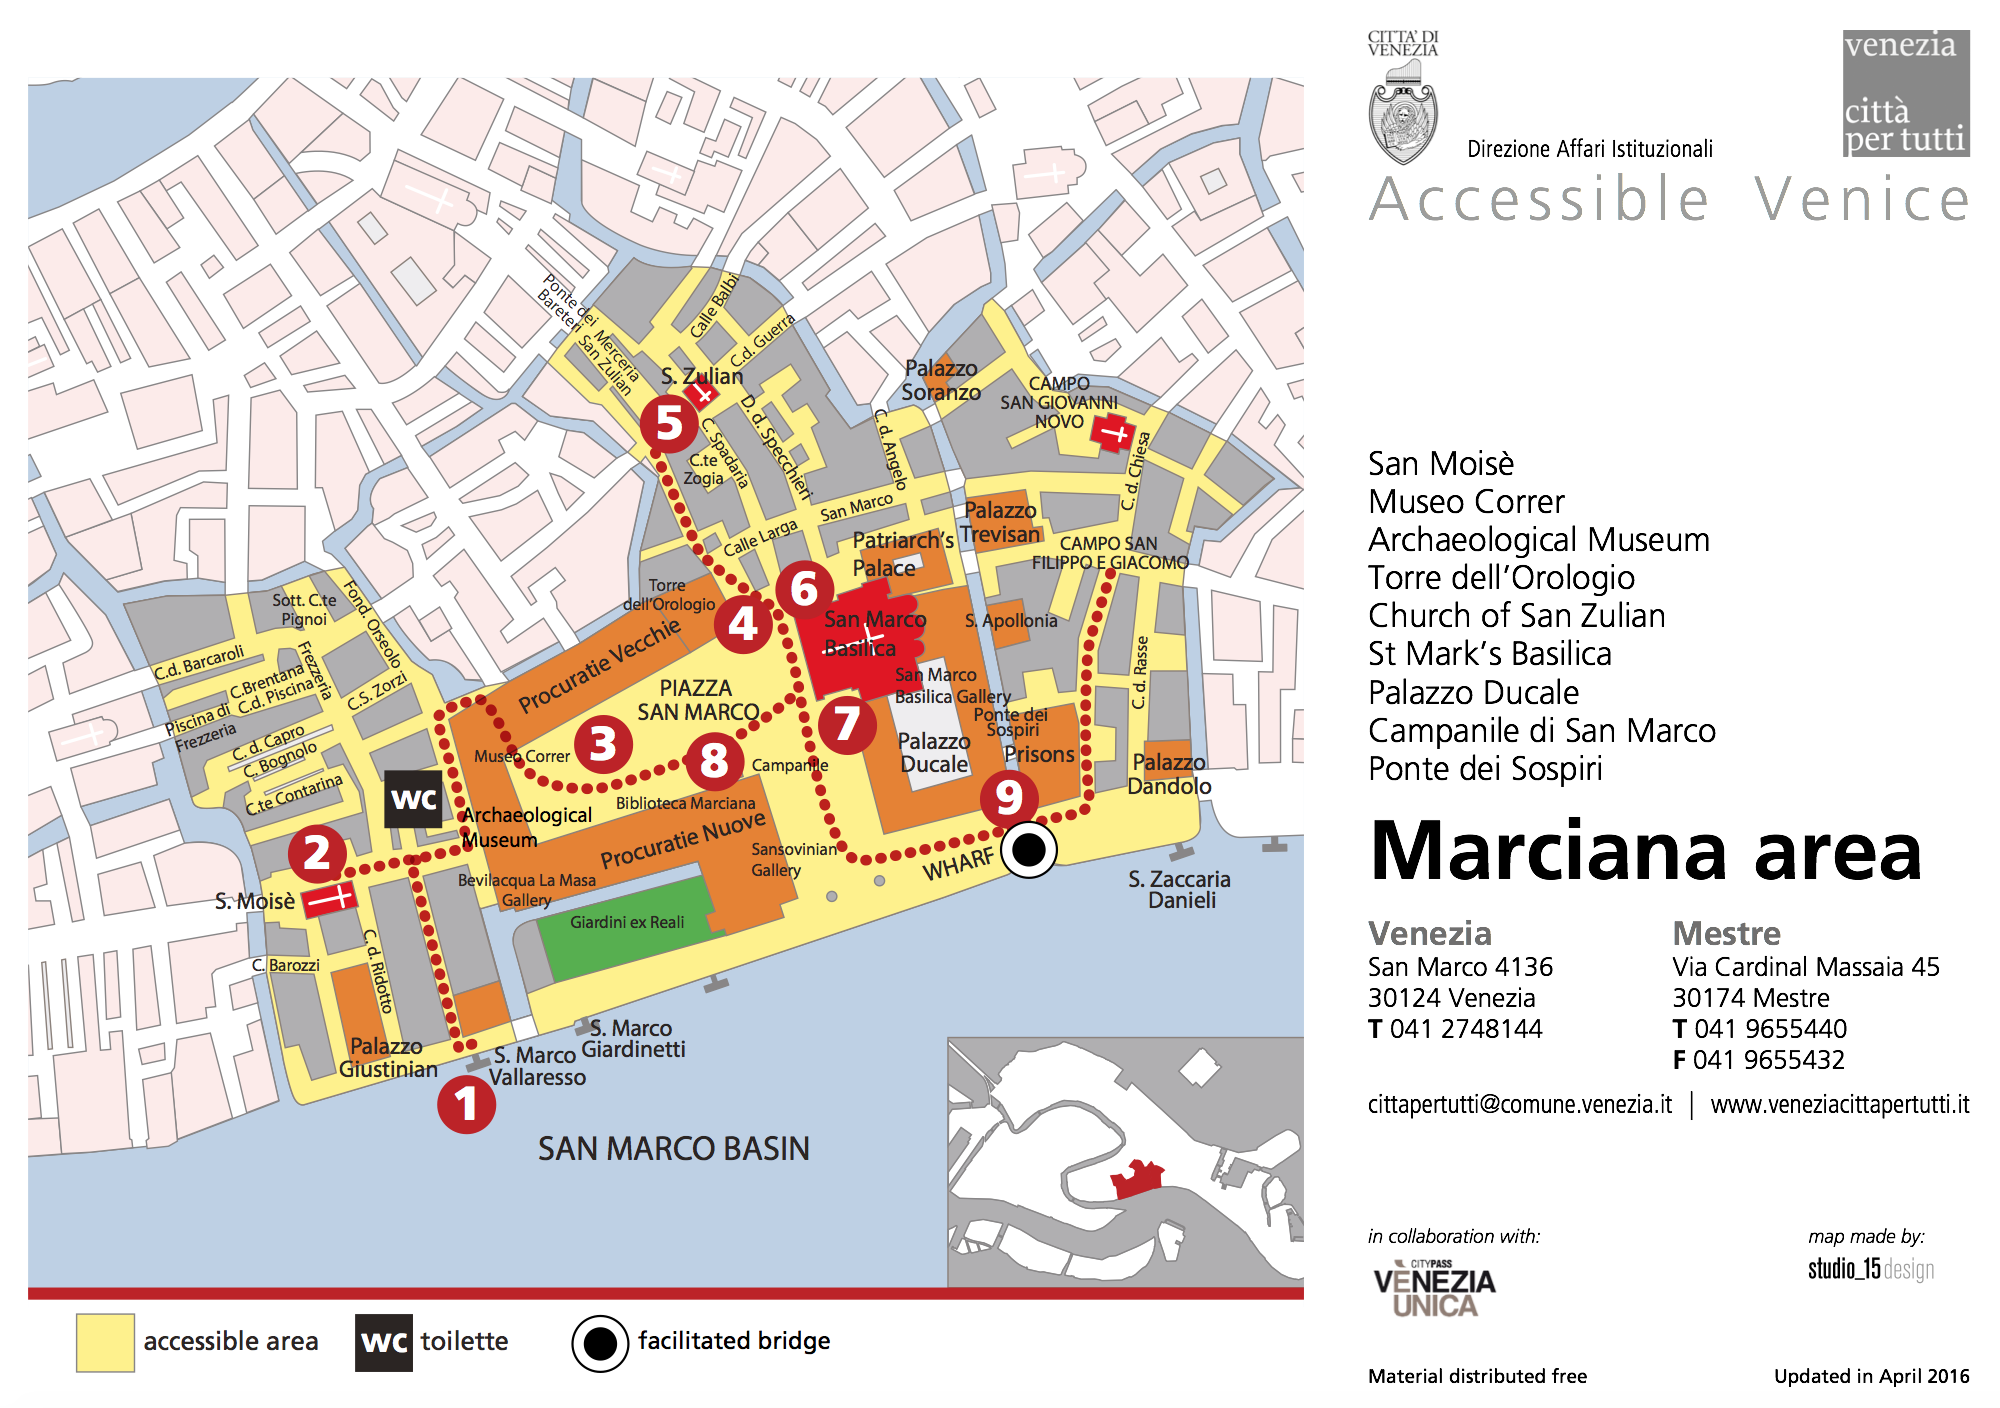 CITTA' DI
VENEZIA
venezia
città
per tutti
Direzione Affari Istituzionali
Accessible Venice
San Moisè
Museo Correr
Archaeological Museum
Torre dell'Orologio
Church of San Zulian
St Mark's Basilica
Palazzo Ducale
Campanile di San Marco
Ponte dei Sospiri
Marciana area
Venezia
San Marco 4136
30124 Venezia
T 041 2748144
Mestre
Via Cardinal Massaia 45
30174 Mestre
T 041 9655440
F 041 9655432
cittapertutti@comune.venezia.it | www.veneziacittapertutti.it
in collaboration with:
CITYPASS
VÈNEZIA
UNICA
map made by:
studio_15 design
Material distributed free
Updated in April 2016
Ponte dei
Bareteri
Merceria
San Zulian
Calle Balbi
C.d. Guerra
S. Zulian
5
C. Spadaria
D. d. Specchieri
C.te
Zogia
C. d. Angelo
Palazzo
Soranzo
CAMPO
SAN GIOVANNI
NOVO
C. d. Chiesa
Calle Larga
San Marco
Palazzo
Trevisan
Patriarch's
Palace
CAMPO SAN
FILIPPO E GIACOMO
Torre
dell'Orologio
4
6
San Marco
Basilica
S. Apollonia
C. d. Rasse
San Marco
Basilica Gallery
Ponte dei
Sospiri
Prisons
Palazzo
Ducale
7
9
Palazzo
Dandolo
Procuratie Vecchie
PIAZZA
SAN MARCO
3
8
Museo Correr
Campanile
Biblioteca Marciana
Procuratie Nuove
Archaeological
Museum
Sansovinian
Gallery
Bevilacqua La Masa
Gallery
Giardini ex Reali
WHARF
S. Zaccaria
Danieli
Sott. C.te
Pignoi
Fond. Orseolo
C.d. Barcaroli
Frezzeria
C.Brentana
C.d. Piscina
C.S. Zorzi
Piscina di
Frezzeria
C. d. Capro
C. Bognolo
C.te Contarina
wc
2
S. Moisè
C. Barozzi
C. d. Ridotto
Palazzo
Giustinian
S. Marco
Vallaresso
S. Marco
Giardinetti
1
SAN MARCO BASIN
accessible area
wc
toilette
facilitated bridge